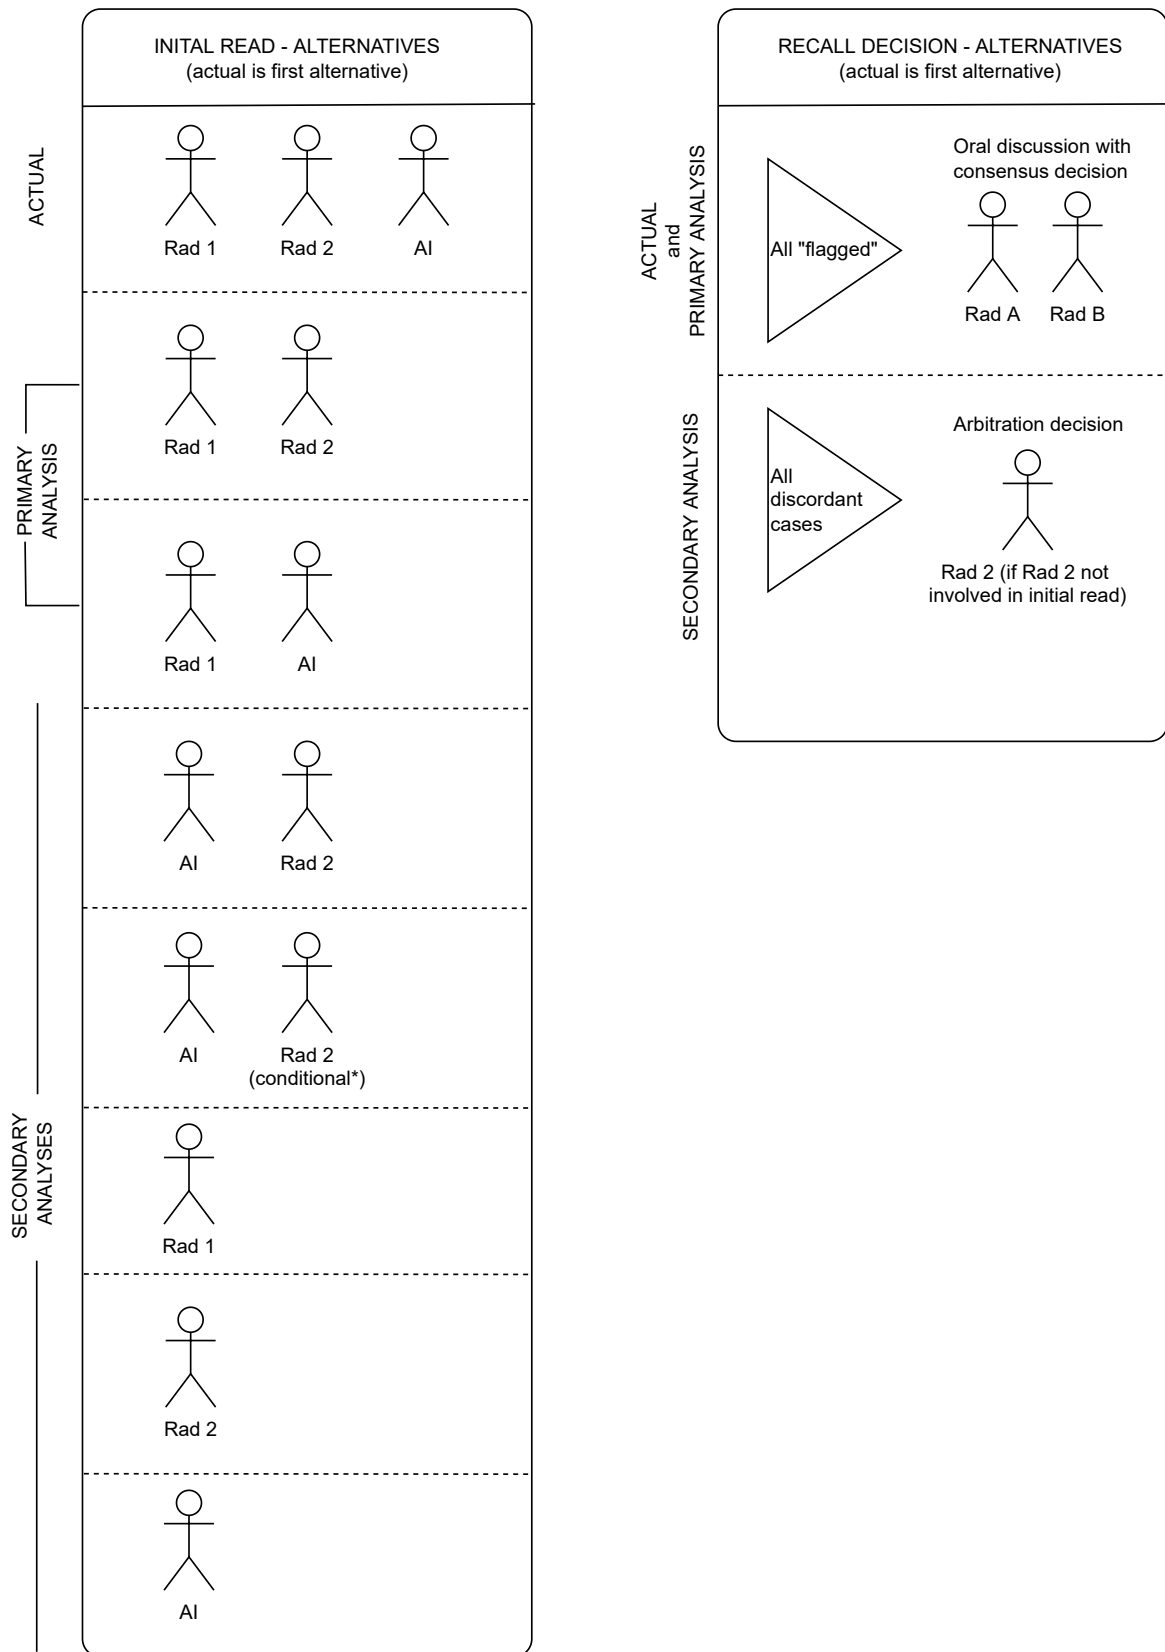 INITAL READ - ALTERNATIVES
(actual is first alternative)
ACTUAL
Rad 1
Rad 2
AI
PRIMARY
ANALYSIS
Rad 1
Rad 2
Rad 1
AI
SECONDARY
ANALYSES
AI
Rad 2
AI
Rad 2
(conditional*)
Rad 1
Rad 2
AI
RECALL DECISION - ALTERNATIVES
(actual is first alternative)
ACTUAL
and
PRIMARY ANALYSIS
All "flagged"
Oral discussion with
consensus decision
Rad A
Rad B
SECONDARY ANALYSIS
All
discordant
cases
Arbitration decision
Rad 2 (if Rad 2 not
involved in initial read)